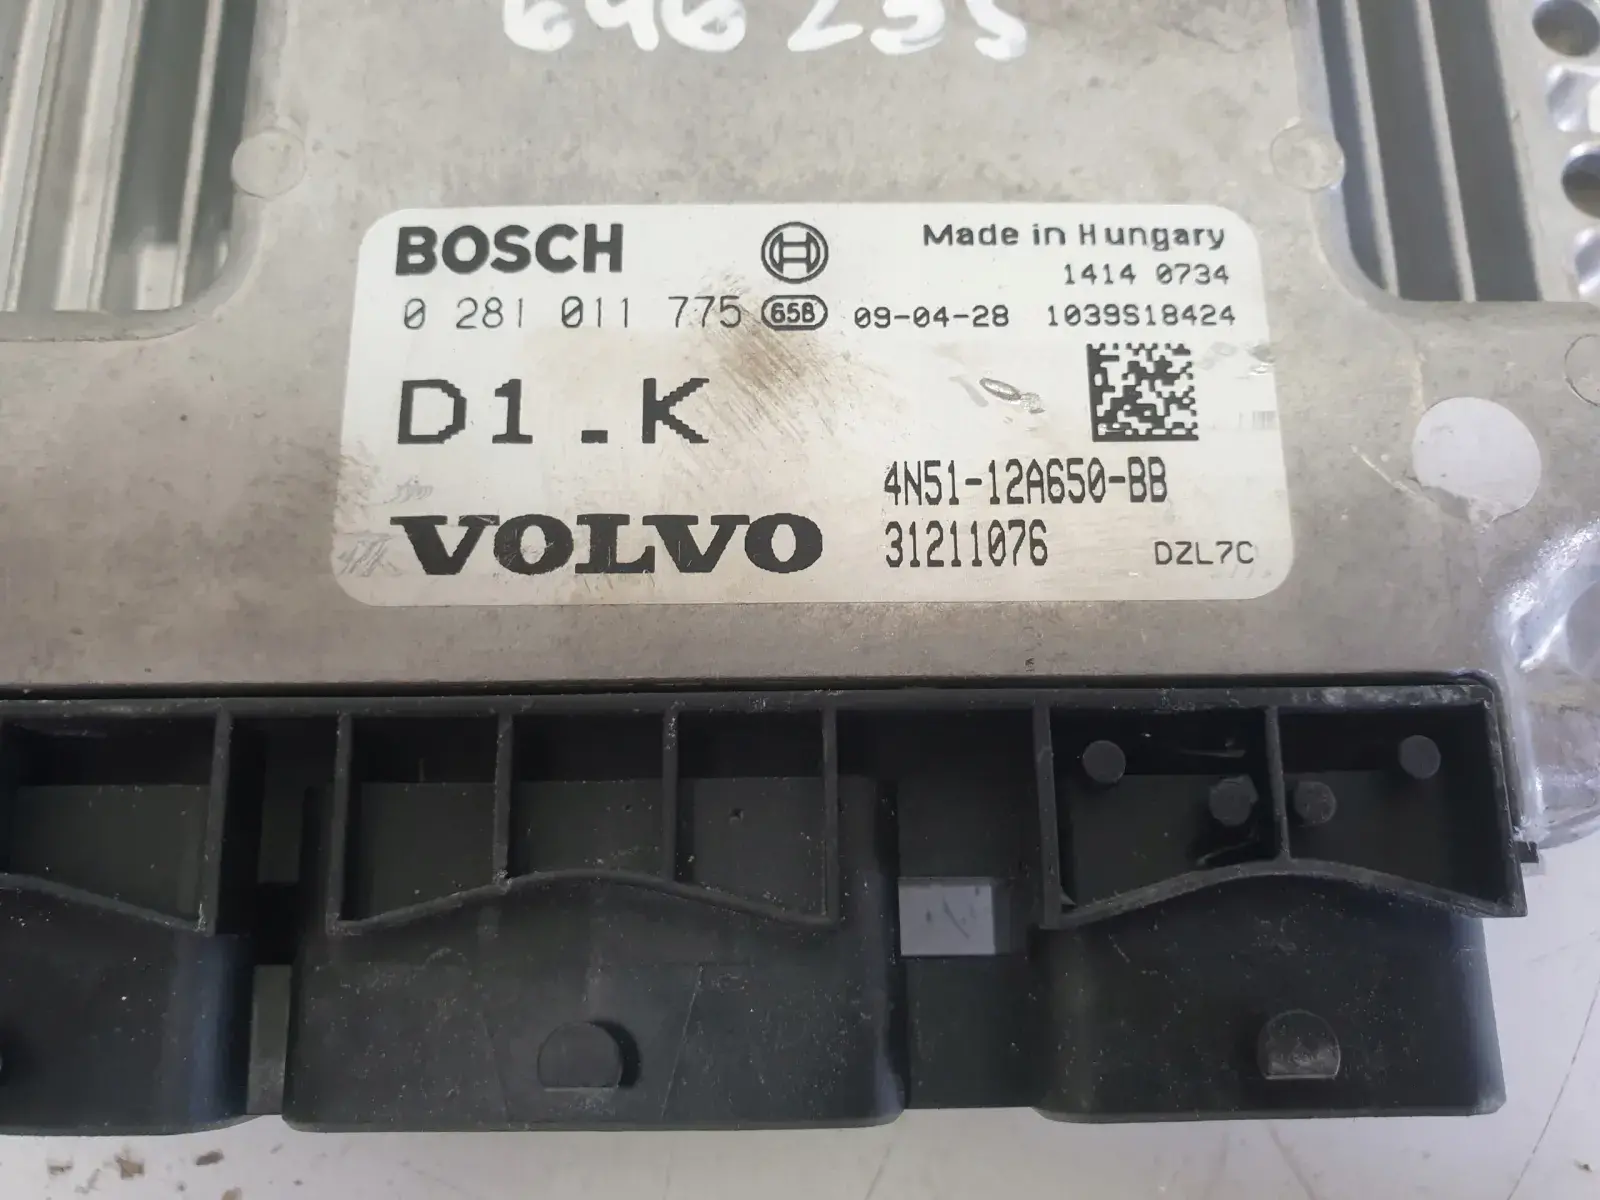 BOSCH
Made in Hungary
1414 0734
0 281 011 775 65B 09-04-28 1039S18424
D1.K
4N51-12A650-BB
VOLVO 31211076 DZL7C